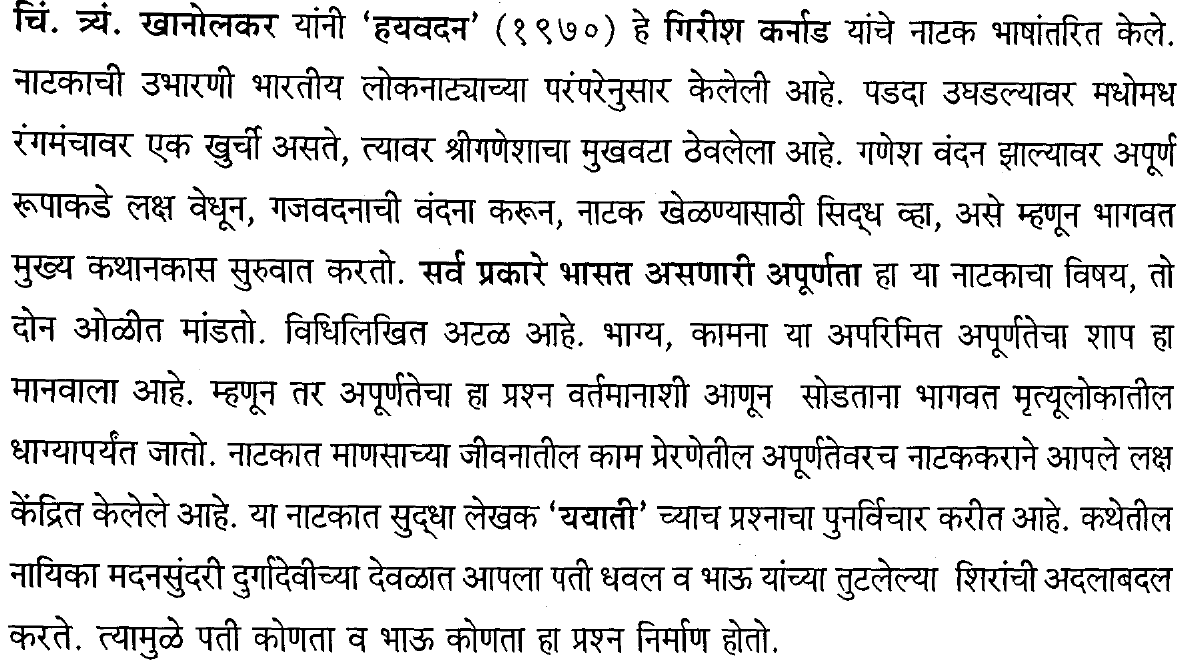 चिं. त्र्यं. खानोलकर यांनी ‘हयवदन’ (१९७०) हे गिरीश कर्नाड यांचे नाटक भाषांतरित केले.
नाटकाची उभारणी भारतीय लोकनाट्याच्या परंपरेनुसार केलेली आहे. पडदा उघडल्यावर मधोमध
रंगमंचावर एक खुर्ची असते, त्यावर श्रीगणेशाचा मुखवटा ठेवलेला आहे. गणेश वंदन झाल्यावर अपूर्ण
रूपाकडे लक्ष वेधून, गजवदनाची वंदना करून, नाटक खेळण्यासाठी सिद्ध व्हा, असे म्हणून भागवत
मुख्य कथानकास सुरुवात करतो. सर्व प्रकारे भासत असणारी अपूर्णता हा या नाटकाचा विषय, तो
दोन ओळीत मांडतो. विधिलिखित अटळ आहे. भाग्य, कामना या अपरिमित अपूर्णतेचा शाप हा
मानवाला आहे. म्हणून तर अपूर्णतेचा हा प्रश्न वर्तमानाशी आणून सोडताना भागवत मृत्यूलोकातील
धाग्यापर्यंत जातो. नाटकात माणसाच्या जीवनातील काम प्रेरणेतील अपूर्णतेवरच नाटककाराने आपले लक्ष
केंद्रित केलेले आहे. या नाटकात सुद्धा लेखक ‘ययाती’ च्याच प्रश्नाचा पुनर्विचार करीत आहे. कथेतील
नायिका मदनसुंदरी दुर्गादेवीच्या देवळात आपला पती धवल व भाऊ यांच्या तुटलेल्या शिरांची अदलाबदल
करते. त्यामुळे पती कोणता व भाऊ कोणता हा प्रश्न निर्माण होतो.